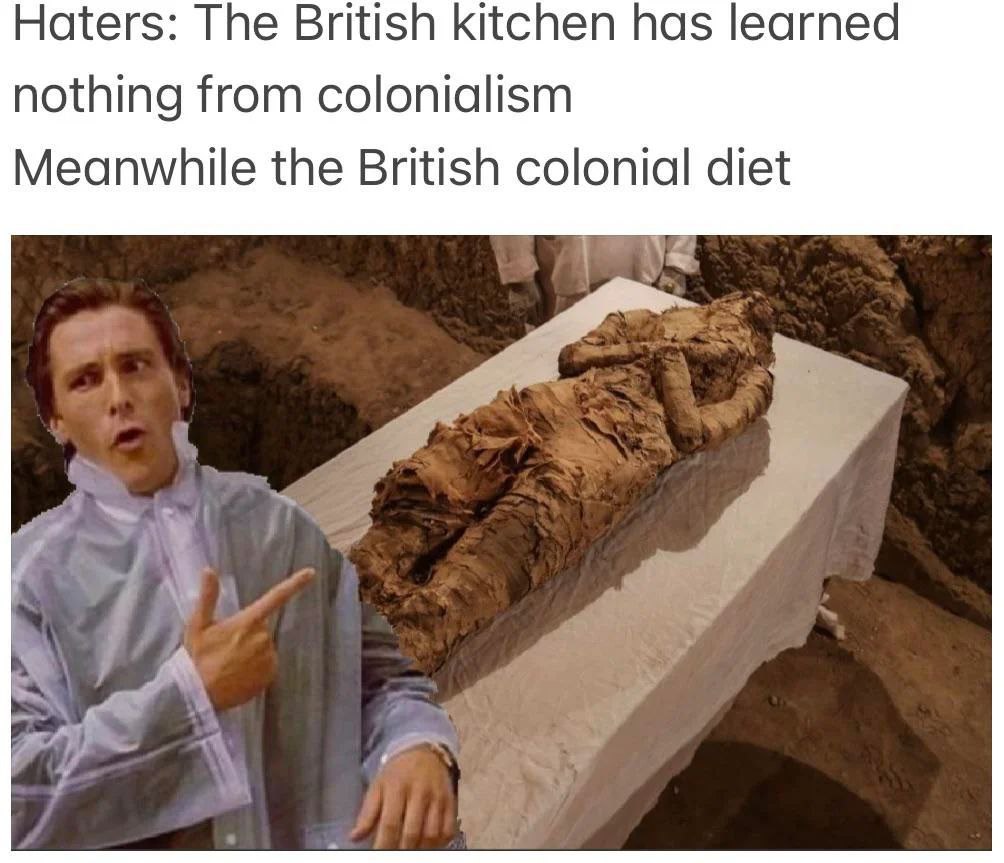 Haters: The British kitchen has learned
nothing from colonialism
Meanwhile the British colonial diet